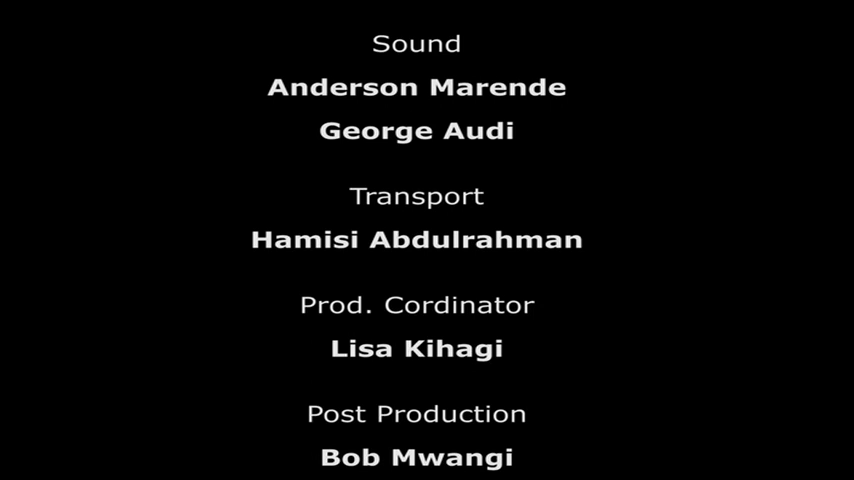 Sound
Anderson Marende
George Audi
Transport
Hamisi Abdulrahman
Prod. Cordinator
Lisa Kihagi
Post Production
Bob Mwangi